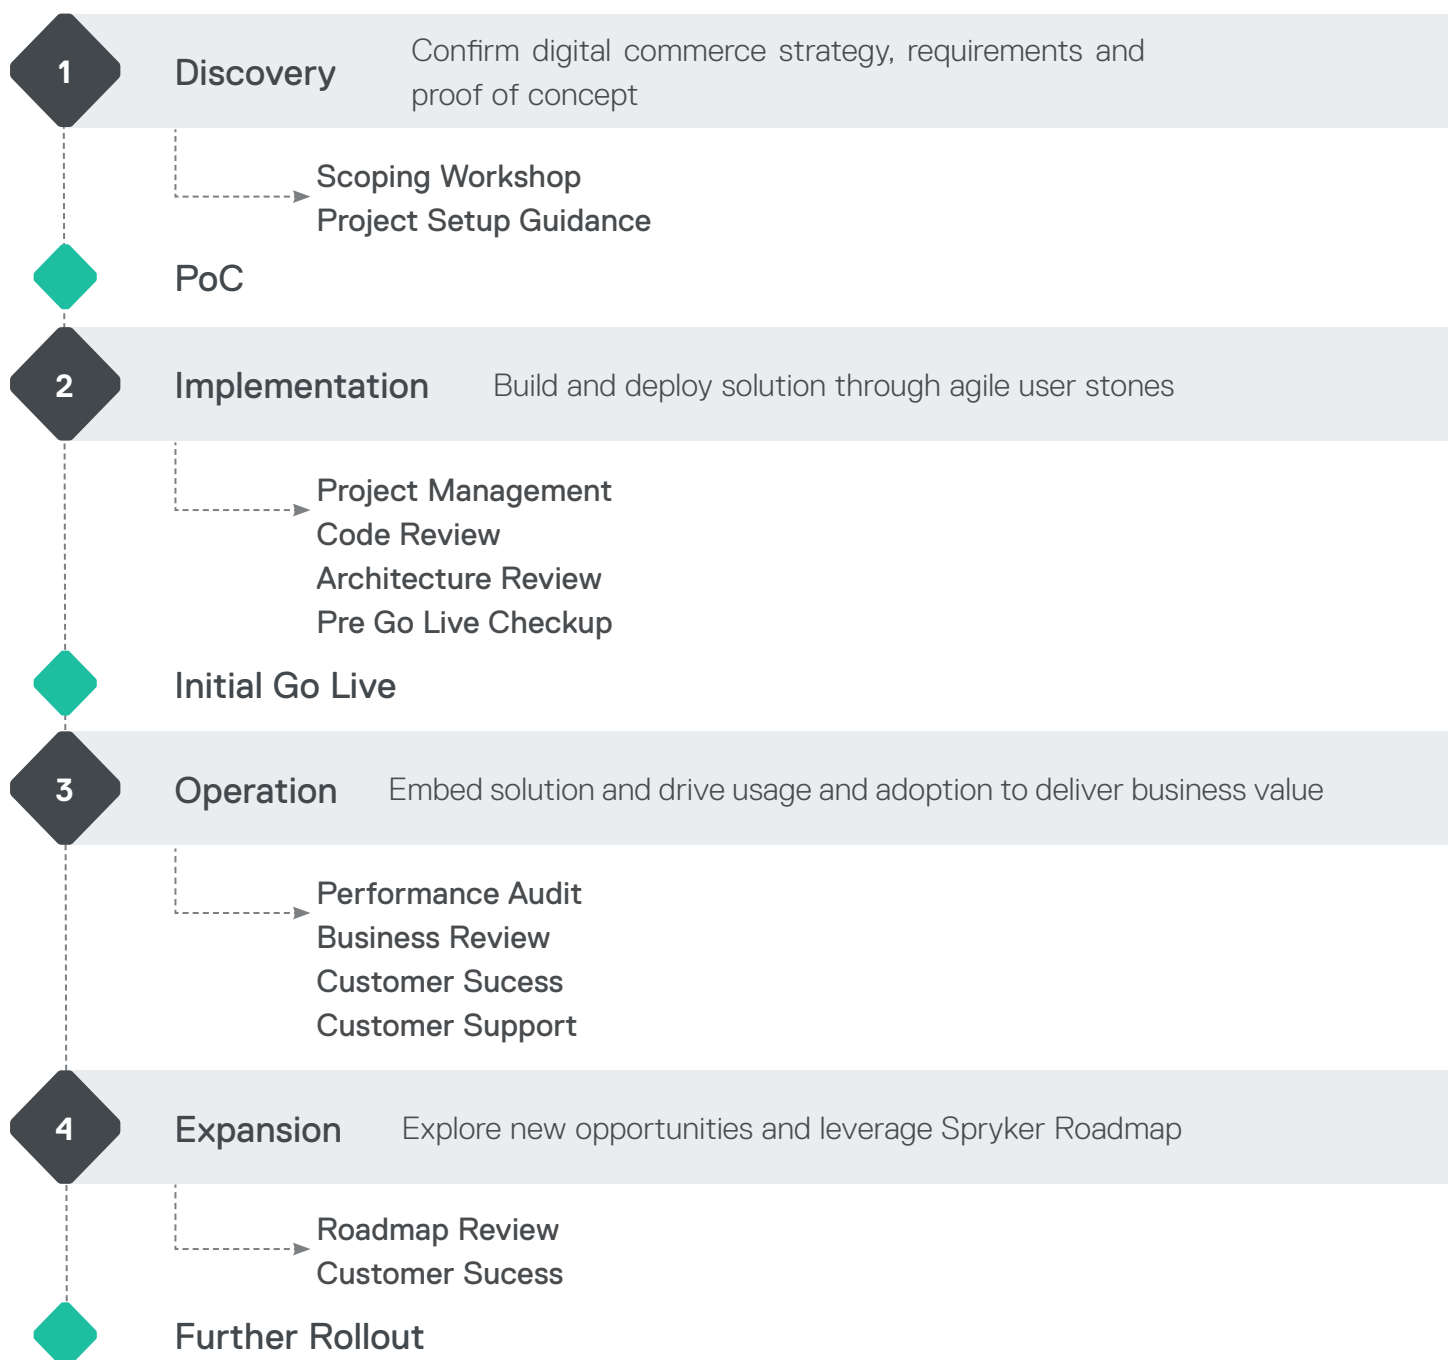 1
Discovery
Confirm digital commerce strategy, requirements and
proof of concept
Scoping Workshop
Project Setup Guidance
PoC
2
Implementation
Build and deploy solution through agile user stones
Project Management
Code Review
Architecture Review
Pre Go Live Checkup
Initial Go Live
3
Operation
Embed solution and drive usage and adoption to deliver business value
Performance Audit
Business Review
Customer Sucess
Customer Support
4
Expansion
Explore new opportunities and leverage Spryker Roadmap
Roadmap Review
Customer Sucess
Further Rollout